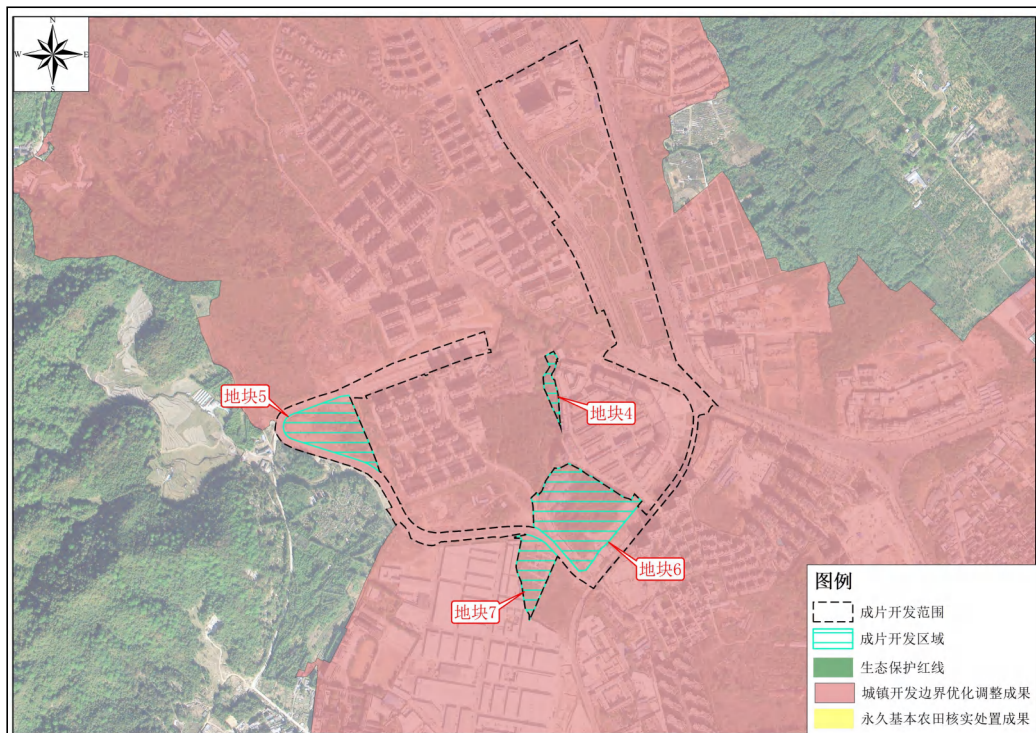 N
W
E
S
地块5
地块4
地块6
地块7
图例
成片开发范围
成片开发区域
生态保护红线
城镇开发边界优化调整成果
永久基本农田核实处置成果